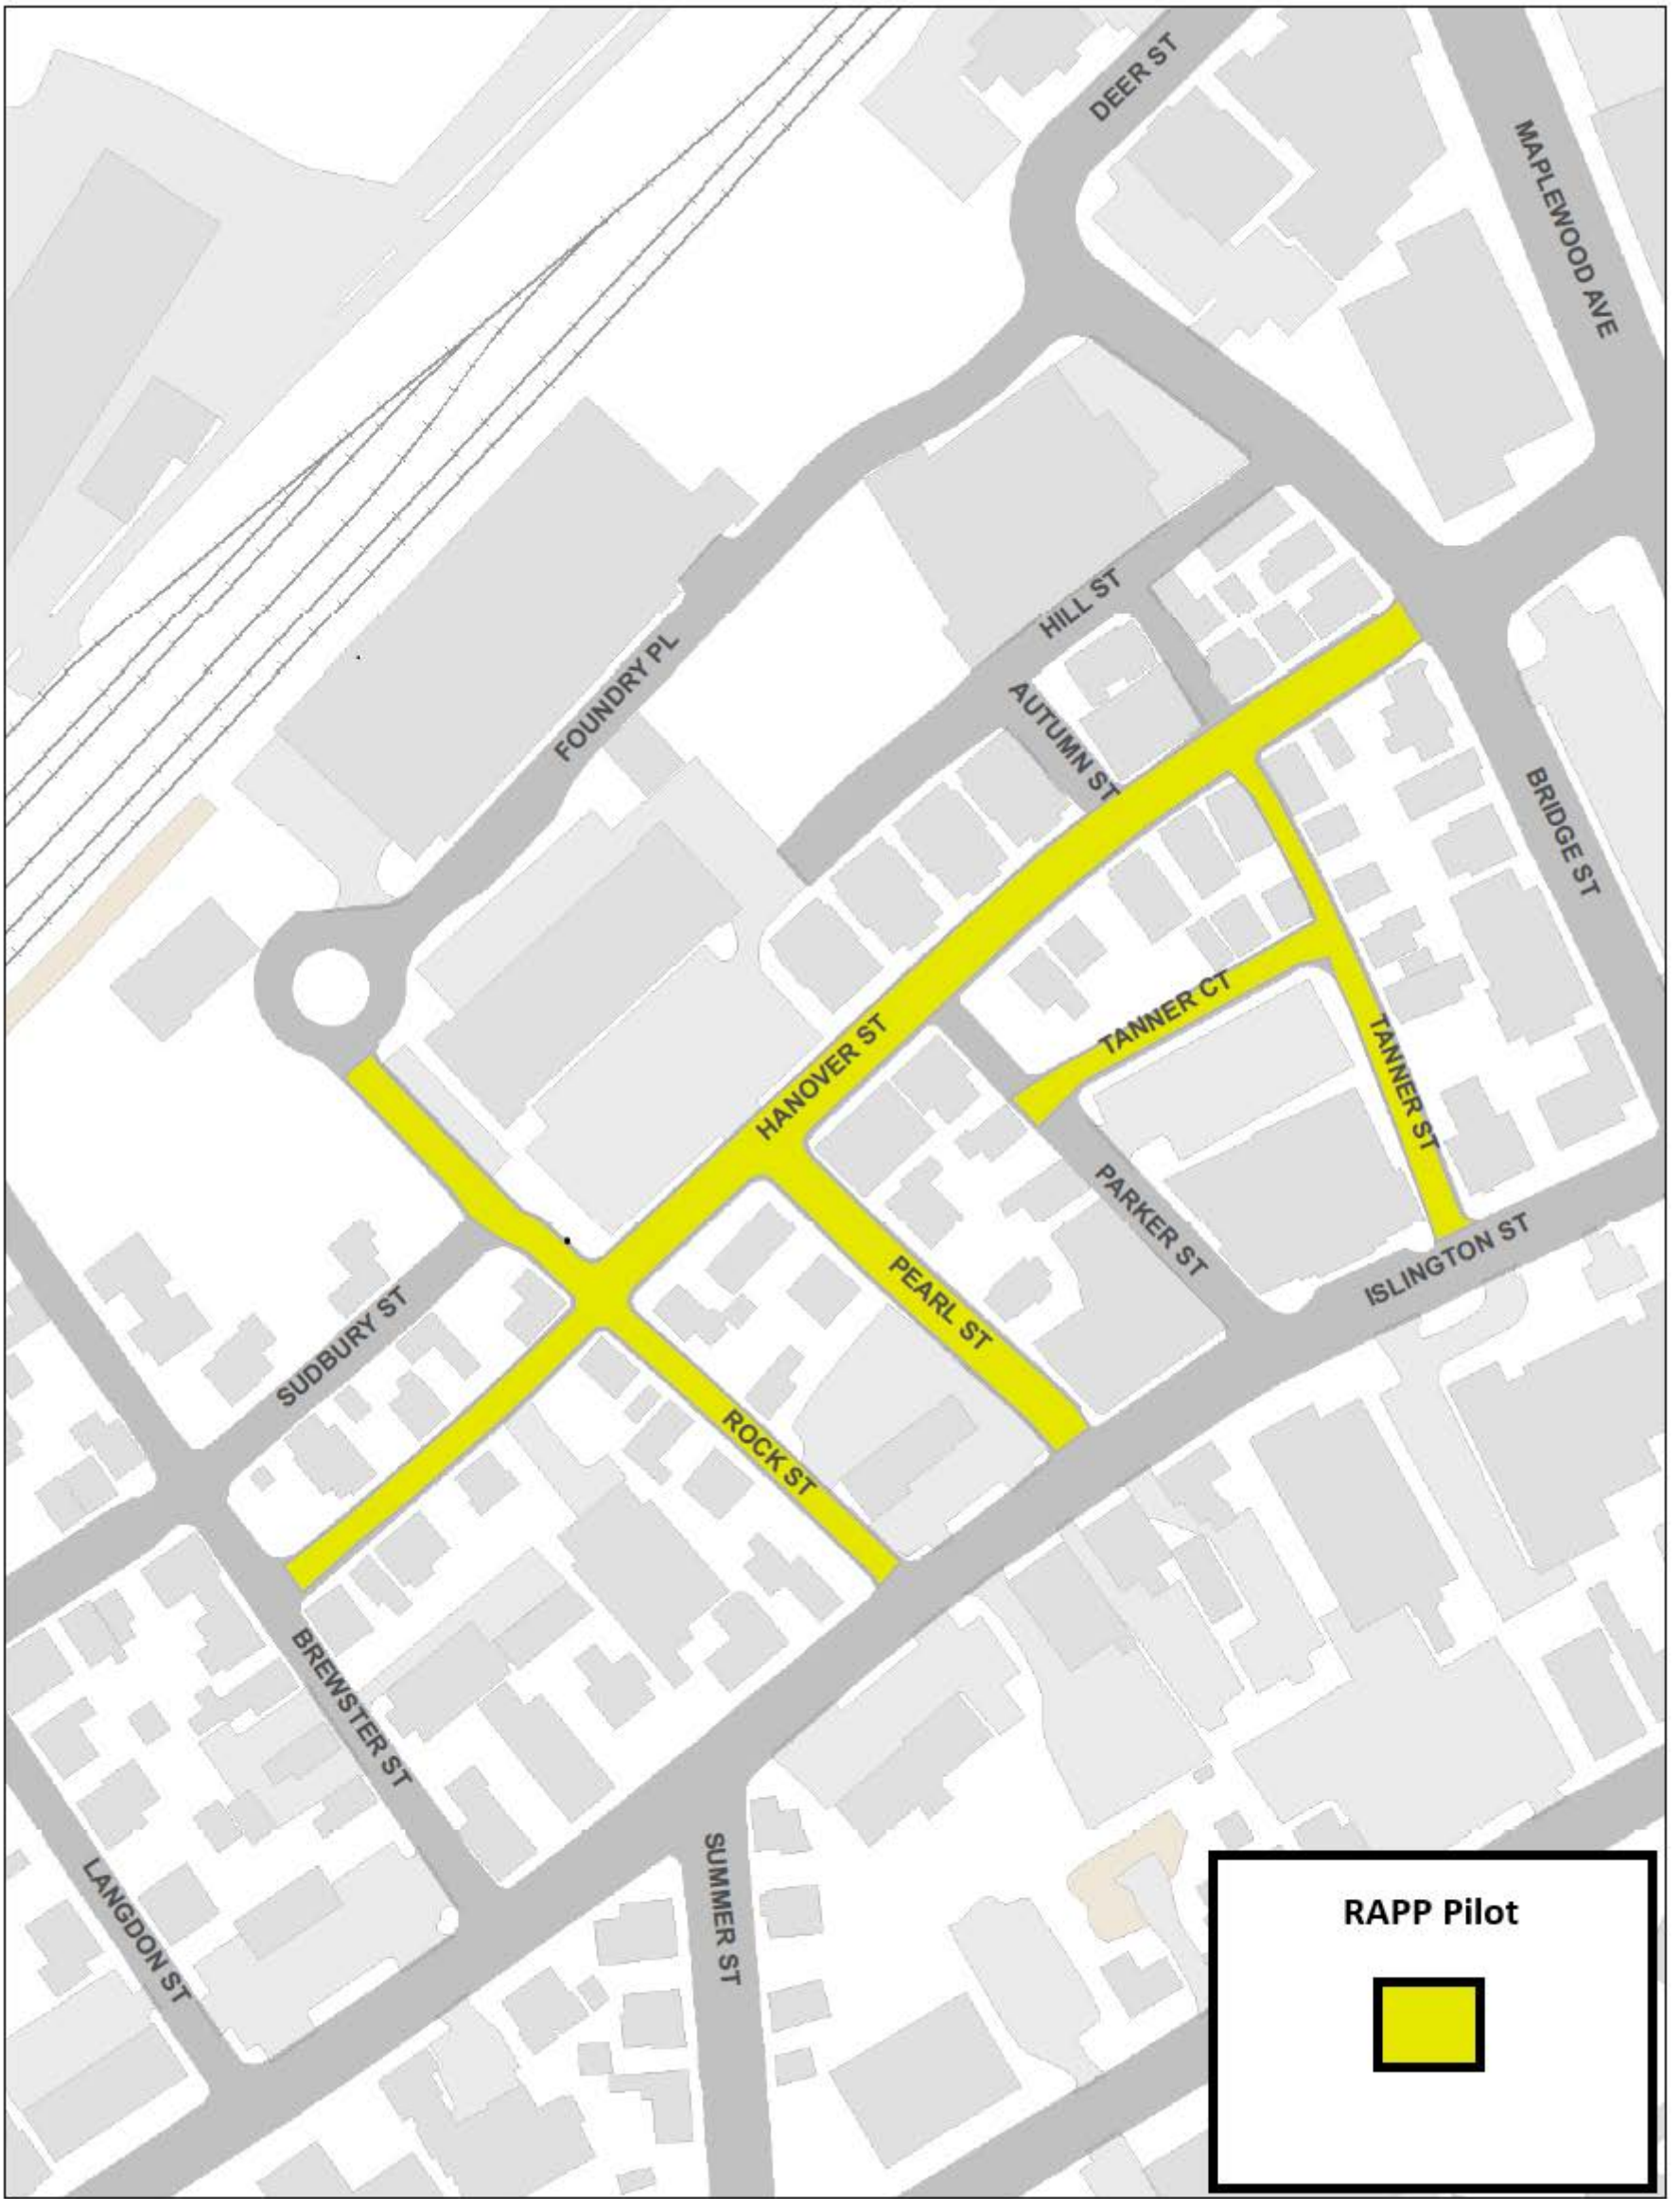 DEER ST
MAPLEWOOD AVE
HILL ST
FOUNDRY PL
AUTUMN ST
BRIDGE ST
TANNER CT
HANOVER ST
TANNER ST
PARKER ST
ISLINGTON ST
PEARL ST
SUDBURY ST
ROCK ST
BREWSTER ST
LANGDON ST
SUMMER ST
RAPP Pilot